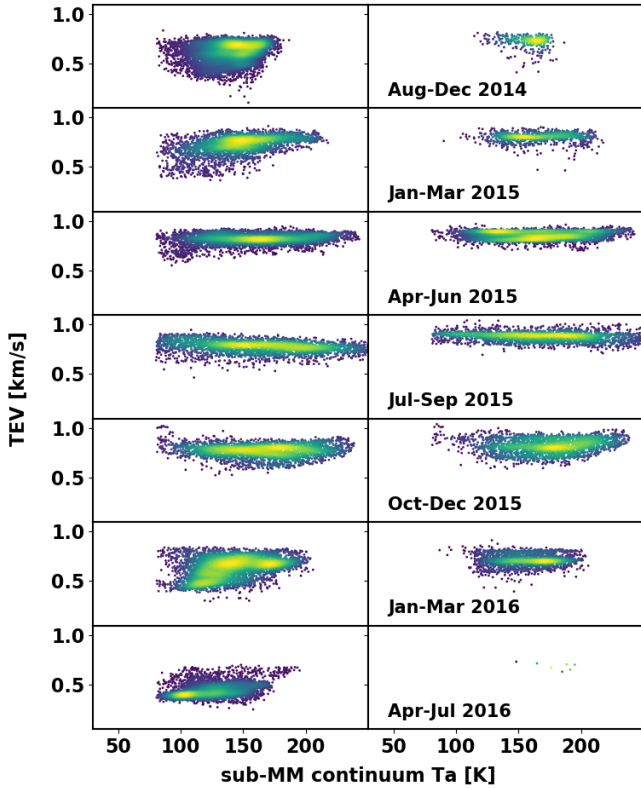 1.0
0.5
Aug-Dec 2014
1.0
0.5
Jan-Mar 2015
1.0
0.5
Apr-Jun 2015
1.0
0.5
Jul-Sep 2015
1.0
0.5
Oct-Dec 2015
1.0
0.5
Jan-Mar 2016
1.0
0.5
Apr-Jul 2016
TEV [km/s]
50 100 150 200 50 100 150 200
sub-MM continuum Ta [K]